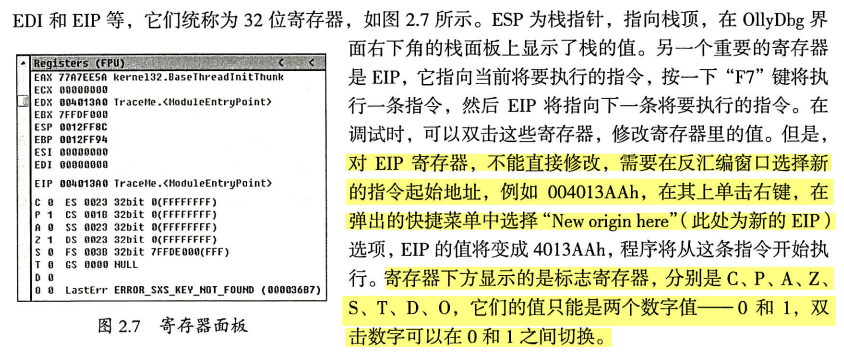 EDI 和 EIP 等，它们统称为 32 位寄存器，如图 2.7 所示。ESP 为栈指针，指向栈顶，在 OllyDbg 界
面右下角的栈面板上显示了栈的值。另一个重要的寄存器
是 EIP，它指向当前将要执行的指令，按一下“F7”键将执
行一条指令，然后 EIP 将指向下一条将要执行的指令。在
调试时，可以双击这些寄存器，修改寄存器里的值。但是，
对 EIP 寄存器，不能直接修改，需要在反汇编窗口选择新
的指令起始地址，例如 004013AAh，在其上单击右键，在
弹出的快捷菜单中选择“New origin here”（此处为新的 EIP）
选项，EIP 的值将变成 4013AAh，程序将从这条指令开始执
行。寄存器下方显示的是标志寄存器，分别是 C、P、A、Z、
S、T、D、O，它们的值只能是两个数字值——0 和 1，双
击数字可以在 0 和 1 之间切换。
Registers (FPU) < <
EAX 77A7EE5A kernel32.BaseThreadInitThunk
ECX 00000000
EDX 004013A0 TraceMe.<ModuleEntryPoint>
EBX 7FFDF000
ESP 0012FF8C
EBP 0012FF94
ESI 00000000
EDI 00000000
EIP 004013A0 TraceMe.<ModuleEntryPoint>
C 0 ES 0023 32bit 0(FFFFFFFF)
P 1 CS 001B 32bit 0(FFFFFFFF)
A 0 SS 0023 32bit 0(FFFFFFFF)
Z 1 DS 0023 32bit 0(FFFFFFFF)
S 0 FS 003B 32bit 7FFDE000(FFF)
T 0 GS 0000 NULL
D 0
O 0 LastErr ERROR_SXS_KEY_NOT_FOUND (000036B7)
图 2.7 寄存器面板